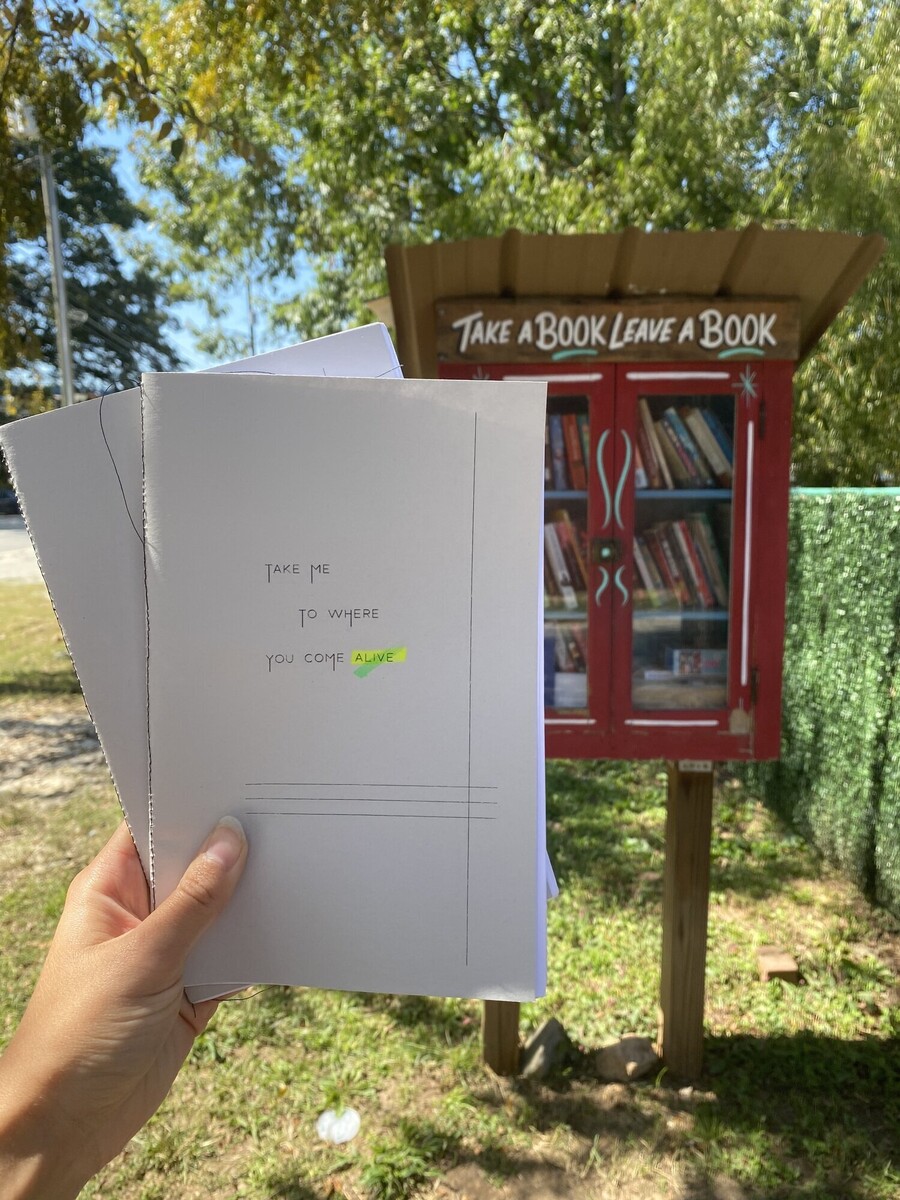 TAKE A BOOK LEAVE A BOOK
TAKE ME
TO WHERE
YOU COME ALIVE